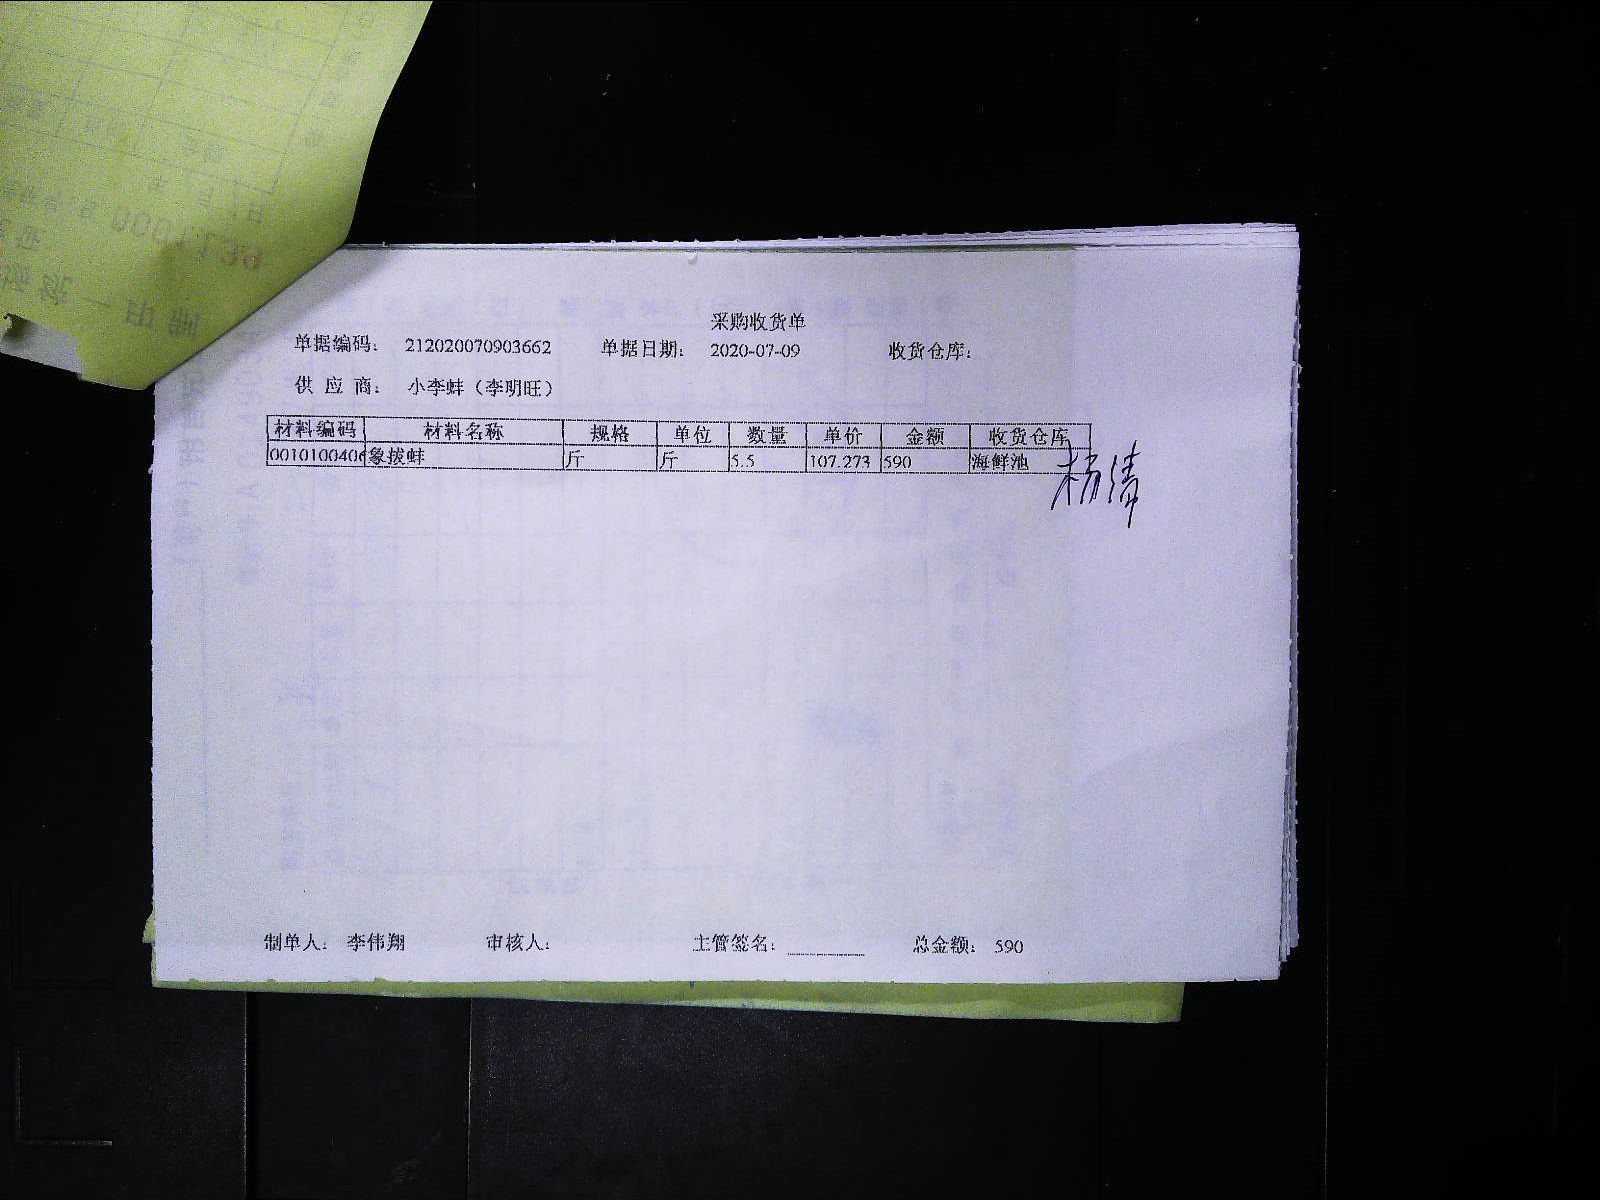 采购收货单
单据编码： 212020070903662 单据日期： 2020-07-09 收货仓库：
供 应 商： 小李蚌（李明旺）
材料编码 材料名称 规格 单位 数量 单价 金额 收货仓库
0010100406 象拔蚌 斤 斤 5.5 107.273 590 海鲜池
杨清
制单人： 李伟翔 审核人： 主管签名： 总金额： 590